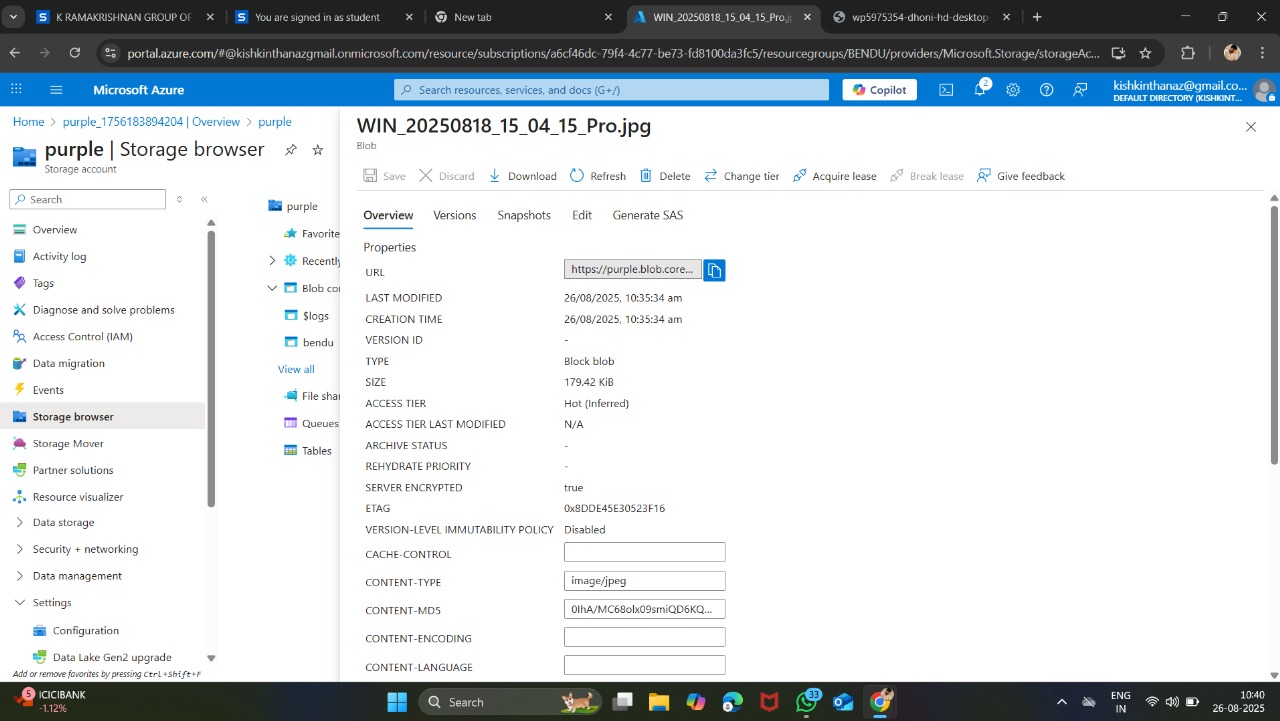 K RAMAKRISHNAN GROUP OF
You are signed in as student
New tab
WIN_20250818_15_04_15_Pro.jp
wp5975354-dhoni-hd-desktop
portal.azure.com/#@kishkinthanazgmail.onmicrosoft.com/resource/subscriptions/a6cf46dc-79f4-4c77-be73-fd8100da3fc5/resourcegroups/BENDU/providers/Microsoft.Storage/storageAc...
Microsoft Azure
Search resources, services, and docs (G+/)
Copilot
2
kishkinthanaz@gmail.co...
DEFAULT DIRECTORY (KISHKINT...
Home > purple_1756183894204 | Overview > purple
purple | Storage browser
Storage account
Search
Overview
Activity log
Tags
Diagnose and solve problems
Access Control (IAM)
Data migration
Events
Storage browser
Storage Mover
Partner solutions
Resource visualizer
Data storage
Security + networking
Data management
Settings
Configuration
Data Lake Gen2 upgrade
Add or remove favorites by pressing Ctrl+Shift+F
purple
Favorite
Recently
Blob co
$logs
bendu
View all
File shar
Queues
Tables
WIN_20250818_15_04_15_Pro.jpg
Blob
Save
Discard
Download
Refresh
Delete
Change tier
Acquire lease
Break lease
Give feedback
Overview
Versions
Snapshots
Edit
Generate SAS
Properties
URL https://purple.blob.core...
LAST MODIFIED 26/08/2025, 10:35:34 am
CREATION TIME 26/08/2025, 10:35:34 am
VERSION ID -
TYPE Block blob
SIZE 179.42 KiB
ACCESS TIER Hot (Inferred)
ACCESS TIER LAST MODIFIED N/A
ARCHIVE STATUS -
REHYDRATE PRIORITY -
SERVER ENCRYPTED true
ETAG 0x8DDE45E30523F16
VERSION-LEVEL IMMUTABILITY POLICY Disabled
CACHE-CONTROL
CONTENT-TYPE image/jpeg
CONTENT-MD5 0IhA/MC68olx09smiQD6KQ...
CONTENT-ENCODING
CONTENT-LANGUAGE
5
ICICIBANK
-1.12%
Search
33
ENG
IN
10:40
26-08-2025